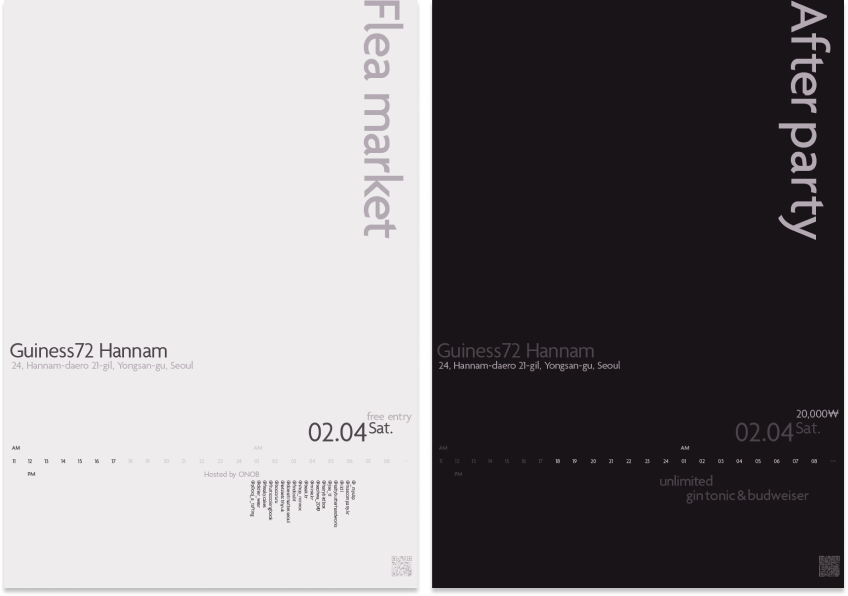 Flea market
Guiness72 Hannam
24, Hannam-daero 21-gil, Yongsan-gu, Seoul
free entry
02.04 Sat.
AM AM
11 12 13 14 15 16 17 18 19 20 21 22 23 24 01 02 03 04 05 06 07 08
PM
Hosted by ONOB
After party
Guiness72 Hannam
24, Hannam-daero 21-gil, Yongsan-gu, Seoul
20,000₩
02.04 Sat.
AM AM
11 12 13 14 15 16 17 18 19 20 21 22 23 24 01 02 03 04 05 06 07 08
PM
unlimited
gin tonic & budweiser